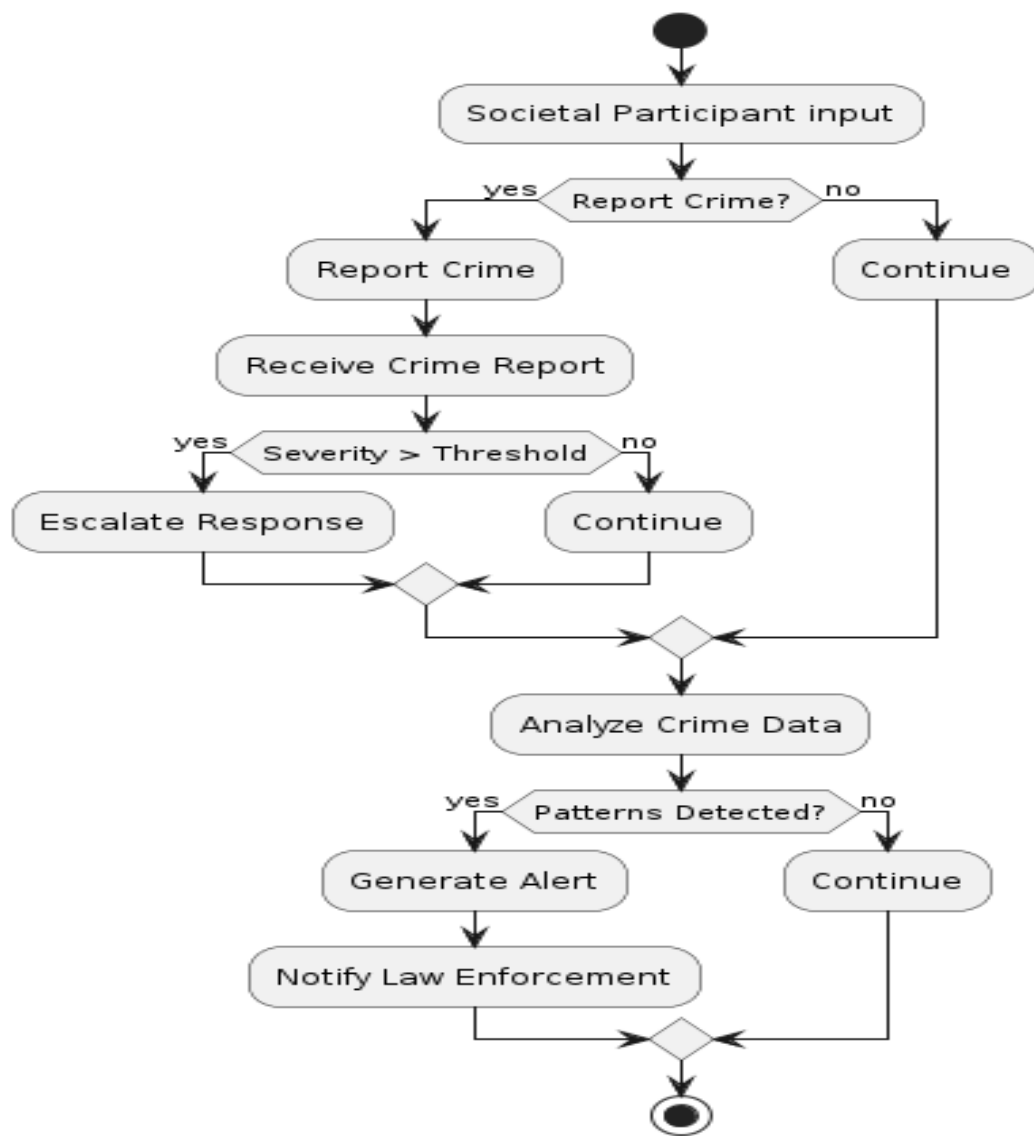 Societal Participant input
yes
Report Crime?
no
Report Crime
Continue
Receive Crime Report
yes
Severity > Threshold
no
Escalate Response
Continue
Analyze Crime Data
yes
Patterns Detected?
no
Generate Alert
Continue
Notify Law Enforcement